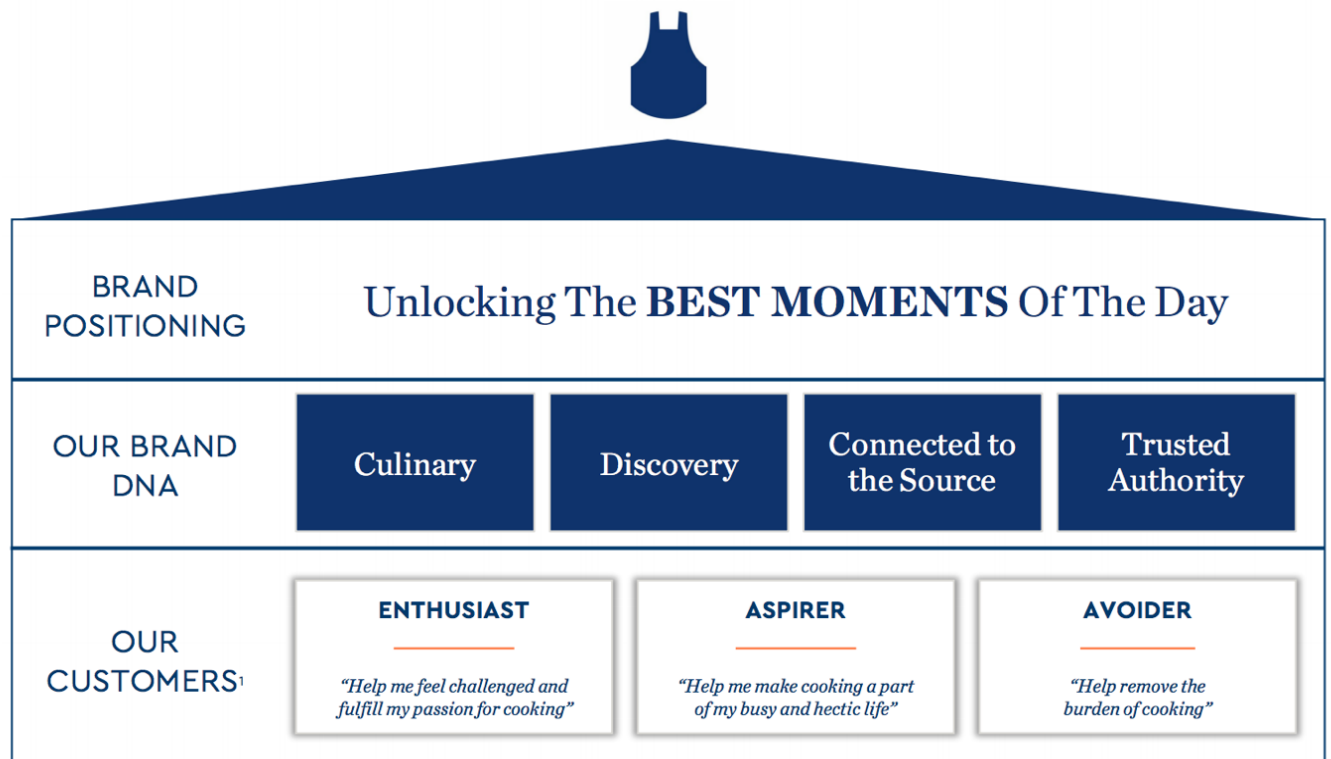 BRAND
POSITIONING
Unlocking The BEST MOMENTS Of The Day
OUR BRAND
DNA
Culinary
Discovery
Connected to
the Source
Trusted
Authority
OUR
CUSTOMERS¹
ENTHUSIAST
“Help me feel challenged and
fulfill my passion for cooking”
ASPIRER
“Help me make cooking a part
of my busy and hectic life”
AVOIDER
“Help remove the
burden of cooking”